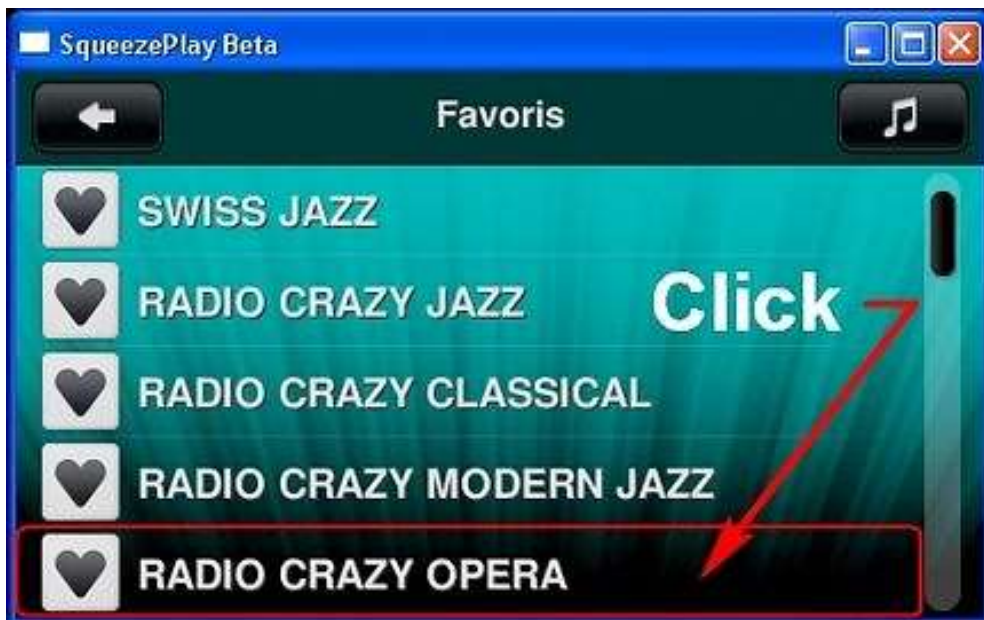 SqueezePlay Beta
Favoris
SWISS JAZZ
RADIO CRAZY JAZZ
Click
RADIO CRAZY CLASSICAL
RADIO CRAZY MODERN JAZZ
RADIO CRAZY OPERA